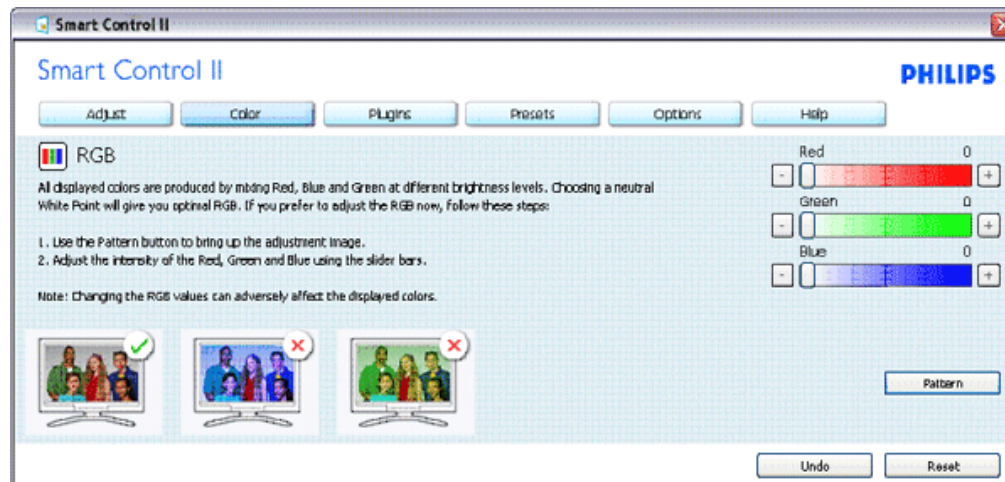 Smart Control II
Smart Control II
PHILIPS
Adjust Color Plugins Presets Options Help
RGB
All displayed colors are produced by mixing Red, Blue and Green at different brightness levels. Choosing a neutral
White Point will give you optimal RGB. If you prefer to adjust the RGB now, follow these steps:
1. Use the Pattern button to bring up the adjustment image.
2. Adjust the intensity of the Red, Green and Blue using the slider bars.
Note: Changing the RGB values can adversely affect the displayed colors.
Red 0
- +
Green 0
- +
Blue 0
- +
Pattern
Undo Reset